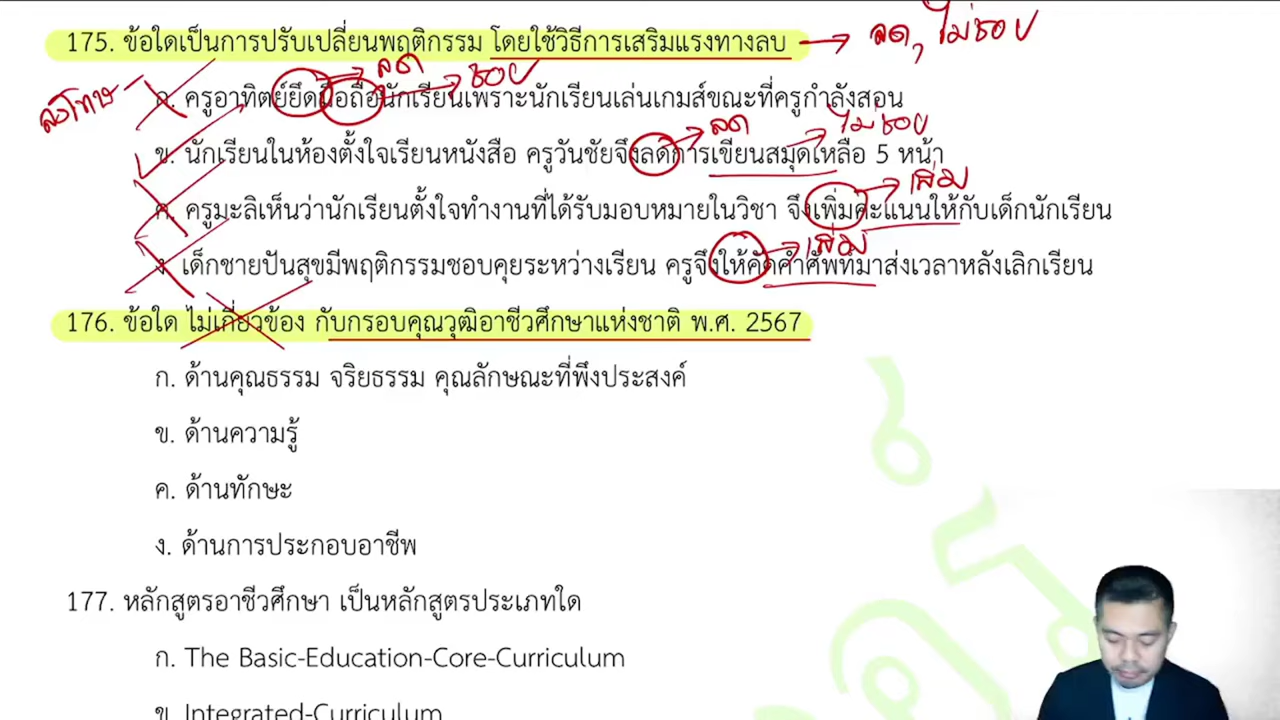 175. ข้อใดเป็นการปรับเปลี่ยนพฤติกรรม โดยใช้วิธีการเสริมแรงทางลบ → ลด, ไม่ชอบ
ลด ชอบ
ลงโทษ
ก. ครูอาทิตย์ยึดมือถือนักเรียนเพราะนักเรียนเล่นเกมส์ขณะที่ครูกำลังสอน
ลด ไม่ชอบ
ข. นักเรียนในห้องตั้งใจเรียนหนังสือ ครูวันชัยจึงลดการเขียนสมุดเหลือ 5 หน้า
เสริม
ค. ครูมะลิเห็นว่านักเรียนตั้งใจทำงานที่ได้รับมอบหมายในวิชา จึงเพิ่มคะแนนให้กับเด็กนักเรียน
เสริม
ง. เด็กชายปันสุขมีพฤติกรรมชอบคุยระหว่างเรียน ครูจึงให้คัดคำศัพท์มาส่งเวลาหลังเลิกเรียน
176. ข้อใด ไม่เกี่ยวข้อง กับกรอบคุณวุฒิอาชีวศึกษาแห่งชาติ พ.ศ. 2567
ก. ด้านคุณธรรม จริยธรรม คุณลักษณะที่พึงประสงค์
ข. ด้านความรู้
ค. ด้านทักษะ
ง. ด้านการประกอบอาชีพ
177. หลักสูตรอาชีวศึกษา เป็นหลักสูตรประเภทใด
ก. The Basic-Education-Core-Curriculum
ข. Integrated-Curriculum